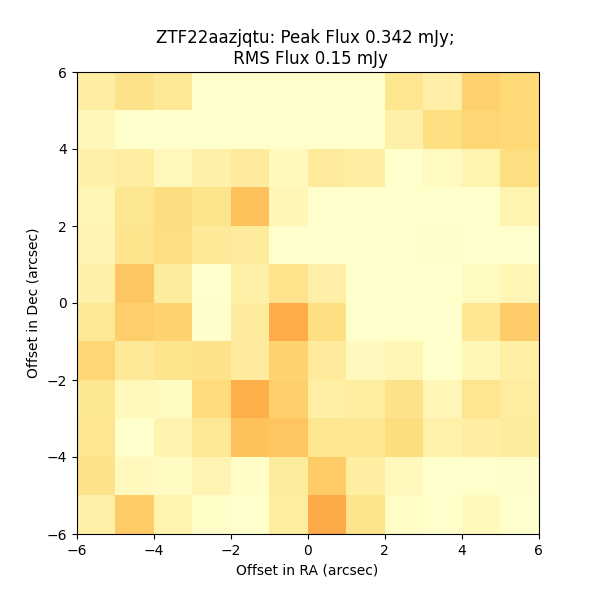 ZTF22aazjqtu: Peak Flux 0.342 mJy;
RMS Flux 0.15 mJy
6
4
2
0
−2
−4
−6
Offset in Dec (arcsec)
−6 −4 −2 0 2 4 6
Offset in RA (arcsec)